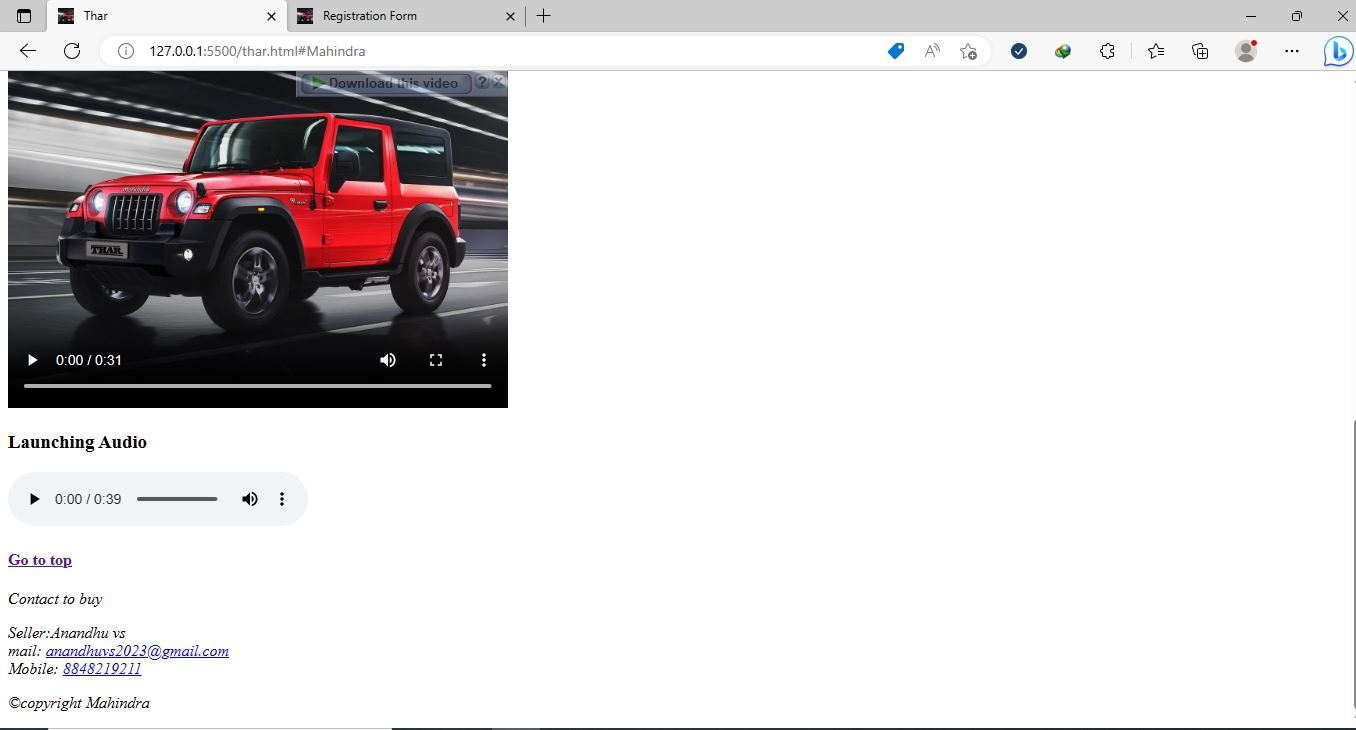 Thar
Registration Form
127.0.0.1:5500/thar.html#Mahindra
Download this video
mahindra
THAR
0:00 / 0:31
Launching Audio
0:00 / 0:39
Go to top
Contact to buy
Seller:Anandhu vs
mail: anandhuvs2023@gmail.com
Mobile: 8848219211
©copyright Mahindra